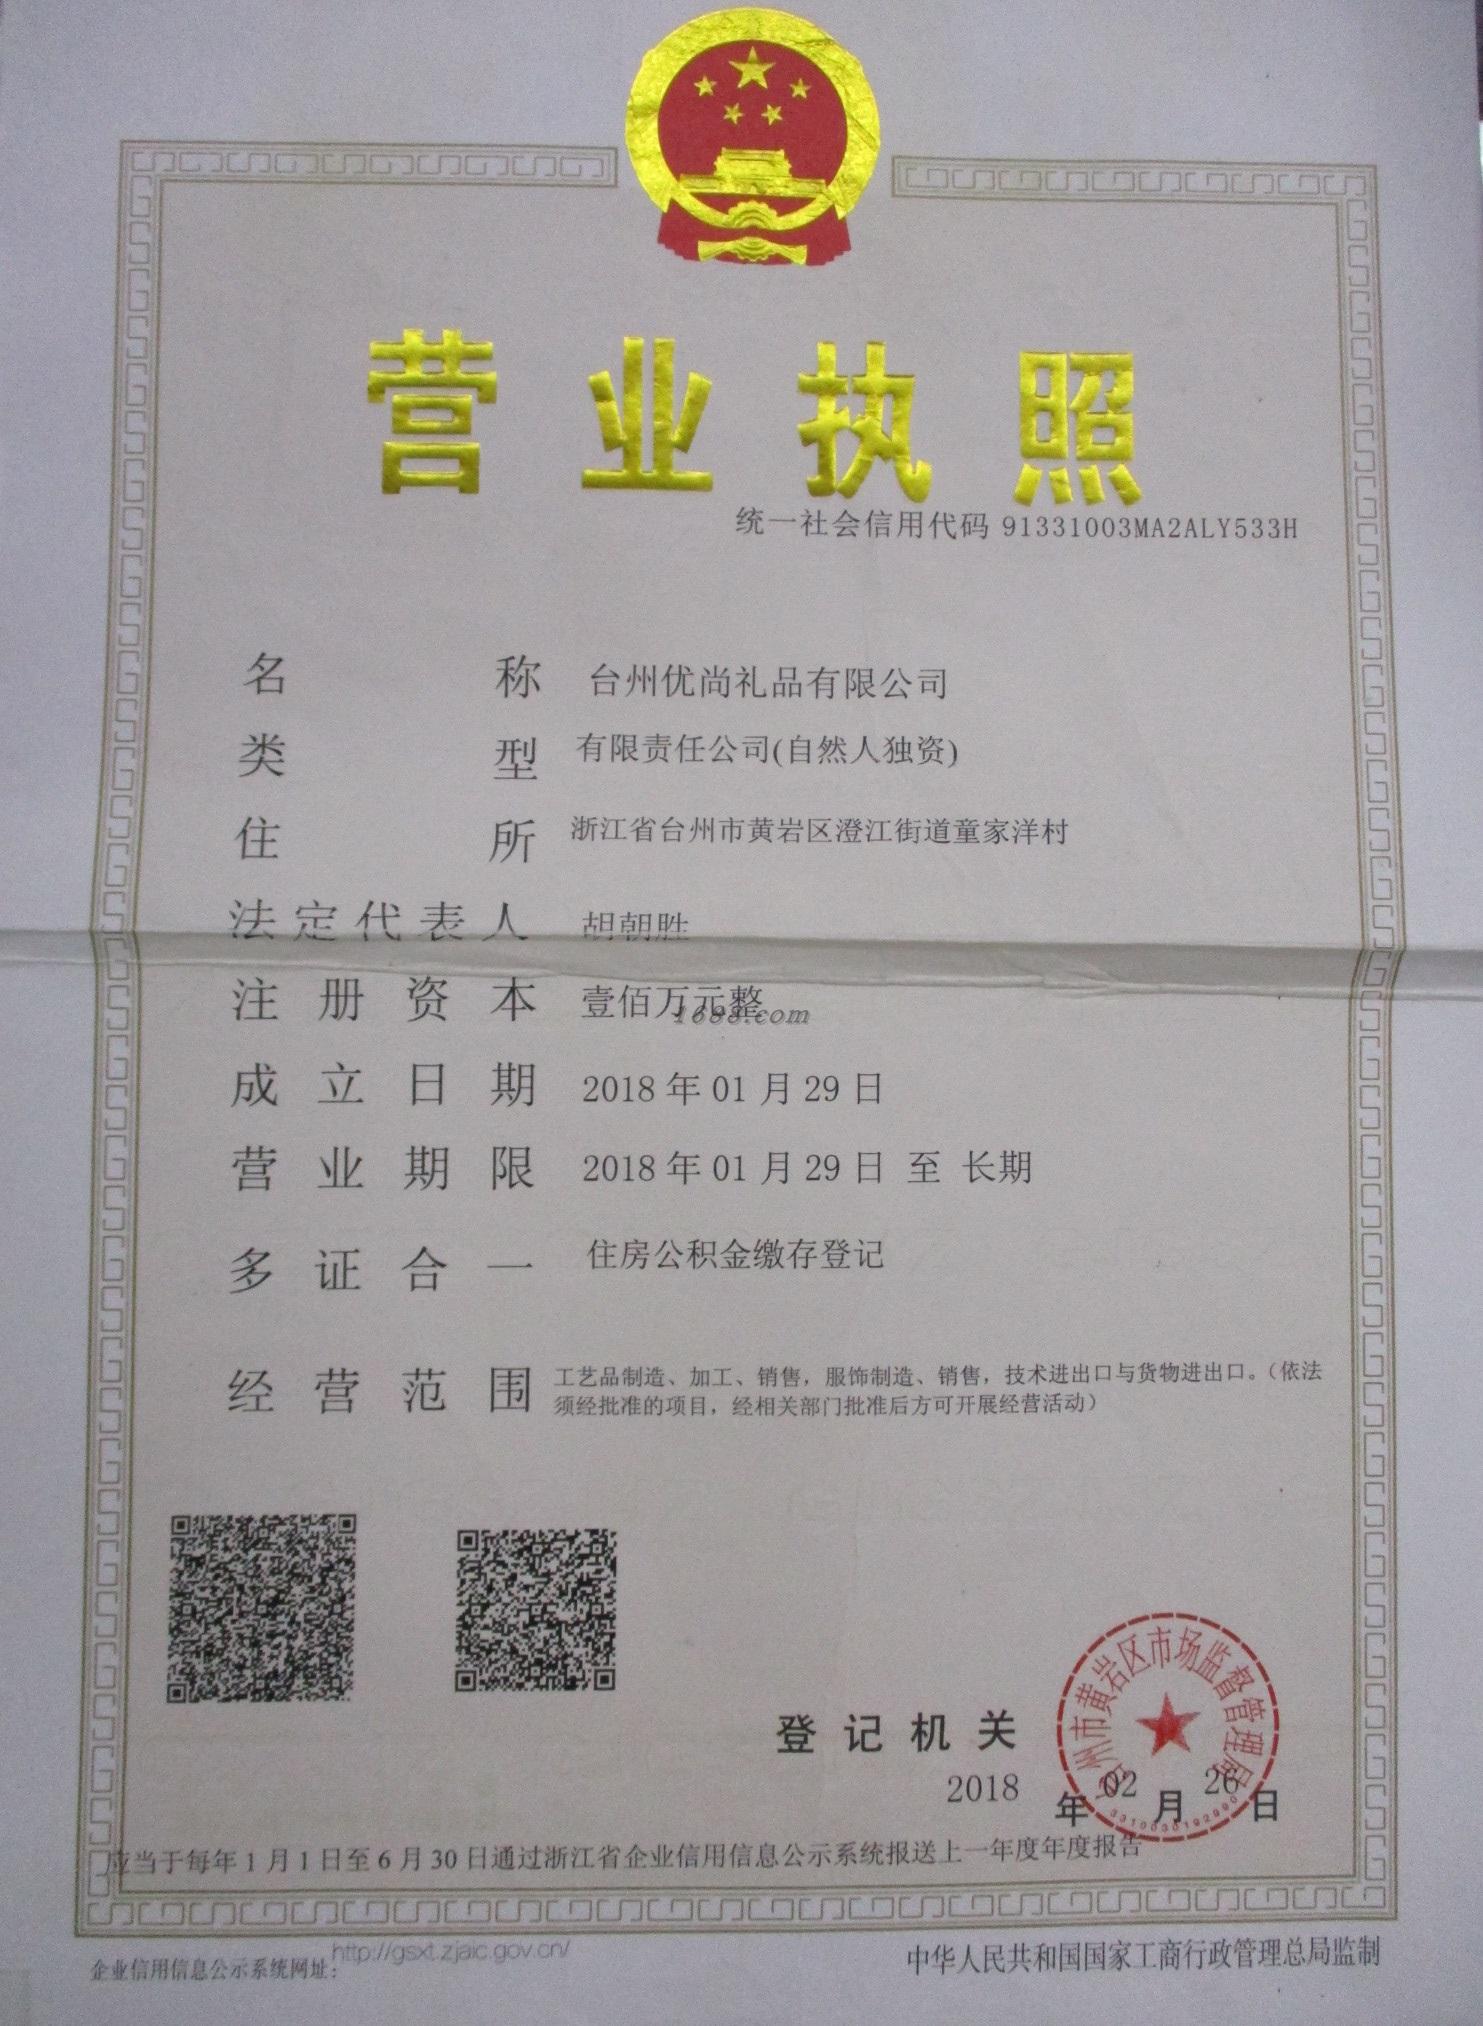 营业执照
统一社会信用代码 91331003MA2ALY533H
名称 台州优尚礼品有限公司
类型 有限责任公司(自然人独资)
住所 浙江省台州市黄岩区澄江街道童家洋村
法定代表人 胡朝胜
注册资本 壹佰万元整
1688.com
成立日期 2018年01月29日
营业期限 2018年01月29日 至 长期
多证合一 住房公积金缴存登记
经营范围 工艺品制造、加工、销售，服饰制造、销售，技术进出口与货物进出口。（依法
须经批准的项目，经相关部门批准后方可开展经营活动）
登记机关
台州市黄岩区市场监督管理局
2018年02月26日
3310030192990
应当于每年1月1日至6月30日通过浙江省企业信用信息公示系统报送上一年度年度报告
企业信用信息公示系统网址：http://gsxt.zjaic.gov.cn/
中华人民共和国国家工商行政管理总局监制